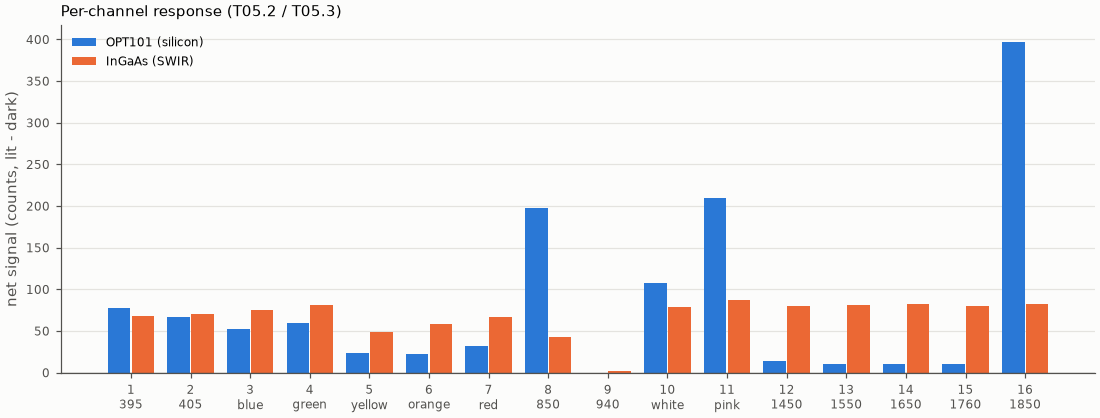 Per-channel response (T05.2 / T05.3)
OPT101 (silicon)
InGaAs (SWIR)
net signal (counts, lit - dark)
400
350
300
250
200
150
100
50
0
1 2 3 4 5 6 7 8 9 10 11 12 13 14 15 16
395 405 blue green yellow orange red 850 940 white pink 1450 1550 1650 1760 1850